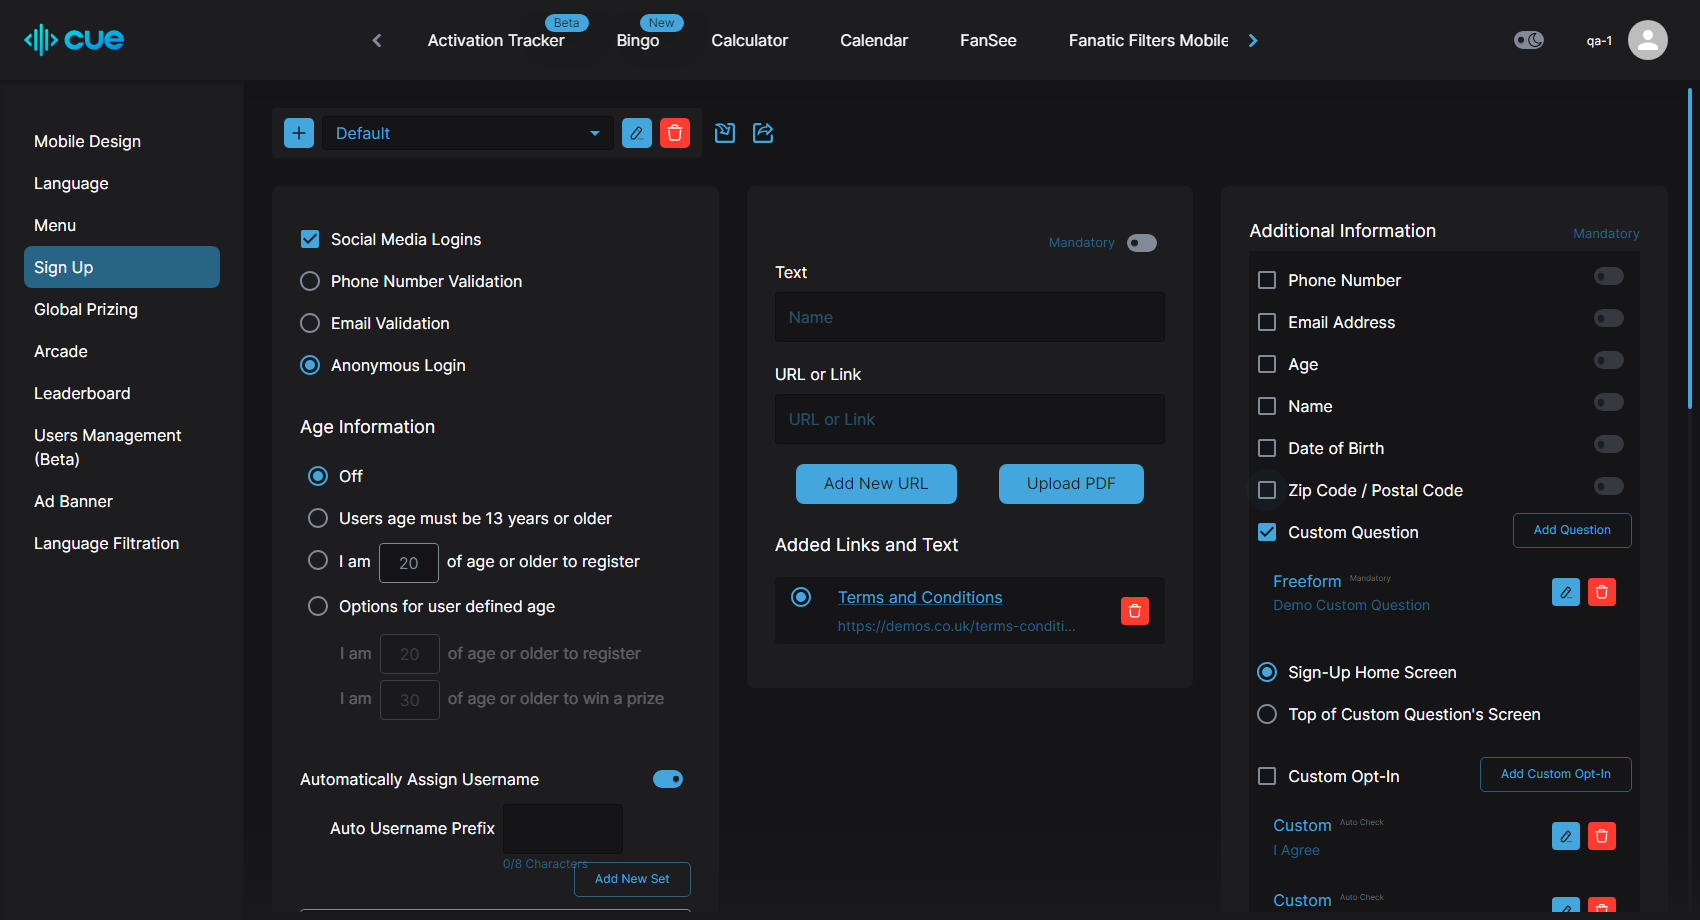 cue
Activation Tracker
Beta
Bingo
New
Calculator
Calendar
FanSee
Fanatic Filters Mobile
qa-1
Mobile Design
Language
Menu
Sign Up
Global Prizing
Arcade
Leaderboard
Users Management
(Beta)
Ad Banner
Language Filtration
Default
Social Media Logins
Phone Number Validation
Email Validation
Anonymous Login
Age Information
Off
Users age must be 13 years or older
I am 20 of age or older to register
Options for user defined age
I am 20 of age or older to register
I am 30 of age or older to win a prize
Automatically Assign Username
Auto Username Prefix
0/8 Characters
Add New Set
Mandatory
Text
Name
URL or Link
URL or Link
Add New URL
Upload PDF
Added Links and Text
Terms and Conditions
https://demos.co.uk/terms-conditi...
Additional Information
Mandatory
Phone Number
Email Address
Age
Name
Date of Birth
Zip Code / Postal Code
Custom Question
Add Question
Freeform Mandatory
Demo Custom Question
Sign-Up Home Screen
Top of Custom Question's Screen
Custom Opt-In
Add Custom Opt-In
Custom Auto Check
I Agree
Custom Auto Check